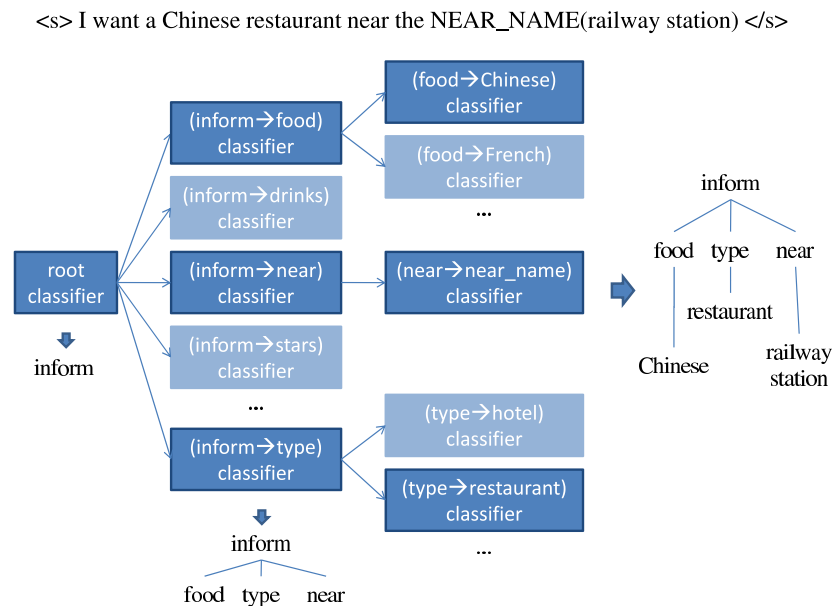 <s> I want a Chinese restaurant near the NEAR_NAME(railway station) </s>
root
classifier
inform
(inform→food)
classifier
(inform→drinks)
classifier
(inform→near)
classifier
(inform→stars)
classifier
...
(inform→type)
classifier
inform
food type near
(food→Chinese)
classifier
(food→French)
classifier
...
(near→near_name)
classifier
(type→hotel)
classifier
(type→restaurant)
classifier
...
inform
food type near
restaurant
Chinese
railway
station